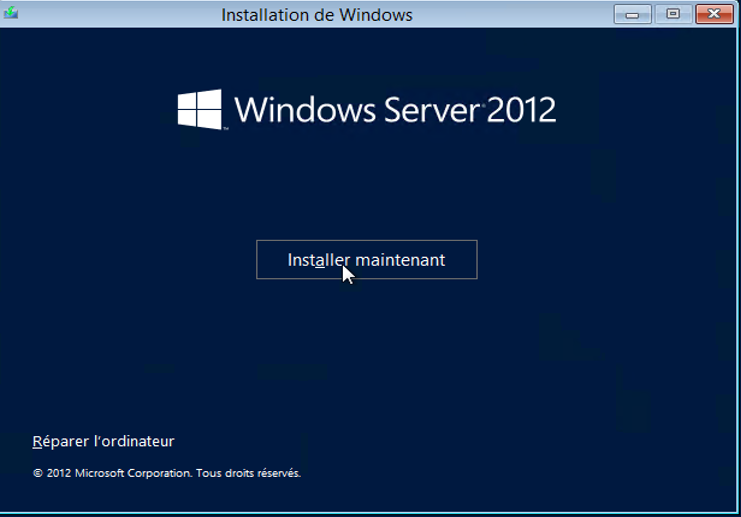 Installation de Windows
Windows Server 2012
Installer maintenant
Réparer l'ordinateur
© 2012 Microsoft Corporation. Tous droits réservés.